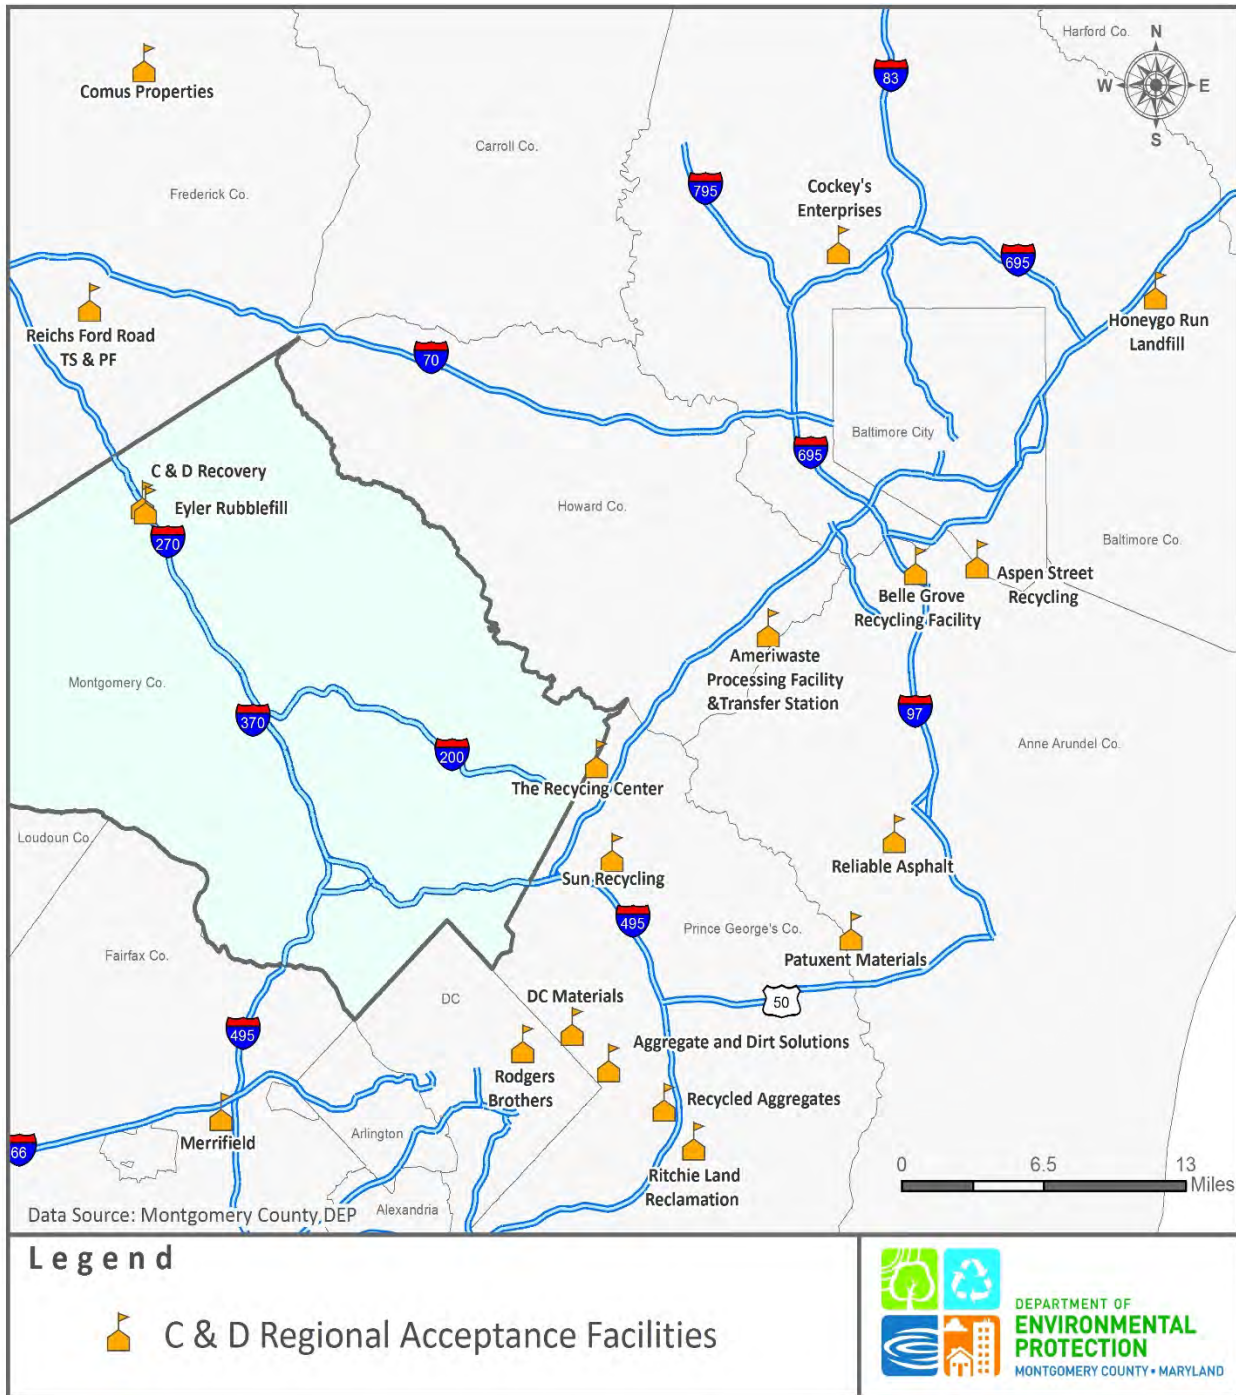 Harford Co.
N
W
E
S
83
Comus Properties
Carroll Co.
795
Cockey's
Enterprises
Frederick Co.
695
Honeygo Run
Landfill
Reichs Ford Road
TS & PF
70
Baltimore City
695
C & D Recovery
Eyler Rubblefill
Howard Co.
270
Baltimore Co.
Aspen Street
Recycling
Belle Grove
Recycling Facility
Ameriwaste
Processing Facility
&Transfer Station
Montgomery Co.
370
97
200
Anne Arundel Co.
The Recycing Center
Loudoun Co.
Reliable Asphalt
Sun Recycling
495
Prince George's Co.
Fairfax Co.
Patuxent Materials
DC
DC Materials
50
495
Aggregate and Dirt Solutions
Rodgers
Brothers
Recycled Aggregates
Merrifield
Arlington
66
Ritchie Land
Reclamation
0 6.5 13
Miles
Alexandria
Data Source: Montgomery County DEP
Legend
C & D Regional Acceptance Facilities
DEPARTMENT OF
ENVIRONMENTAL
PROTECTION
MONTGOMERY COUNTY • MARYLAND